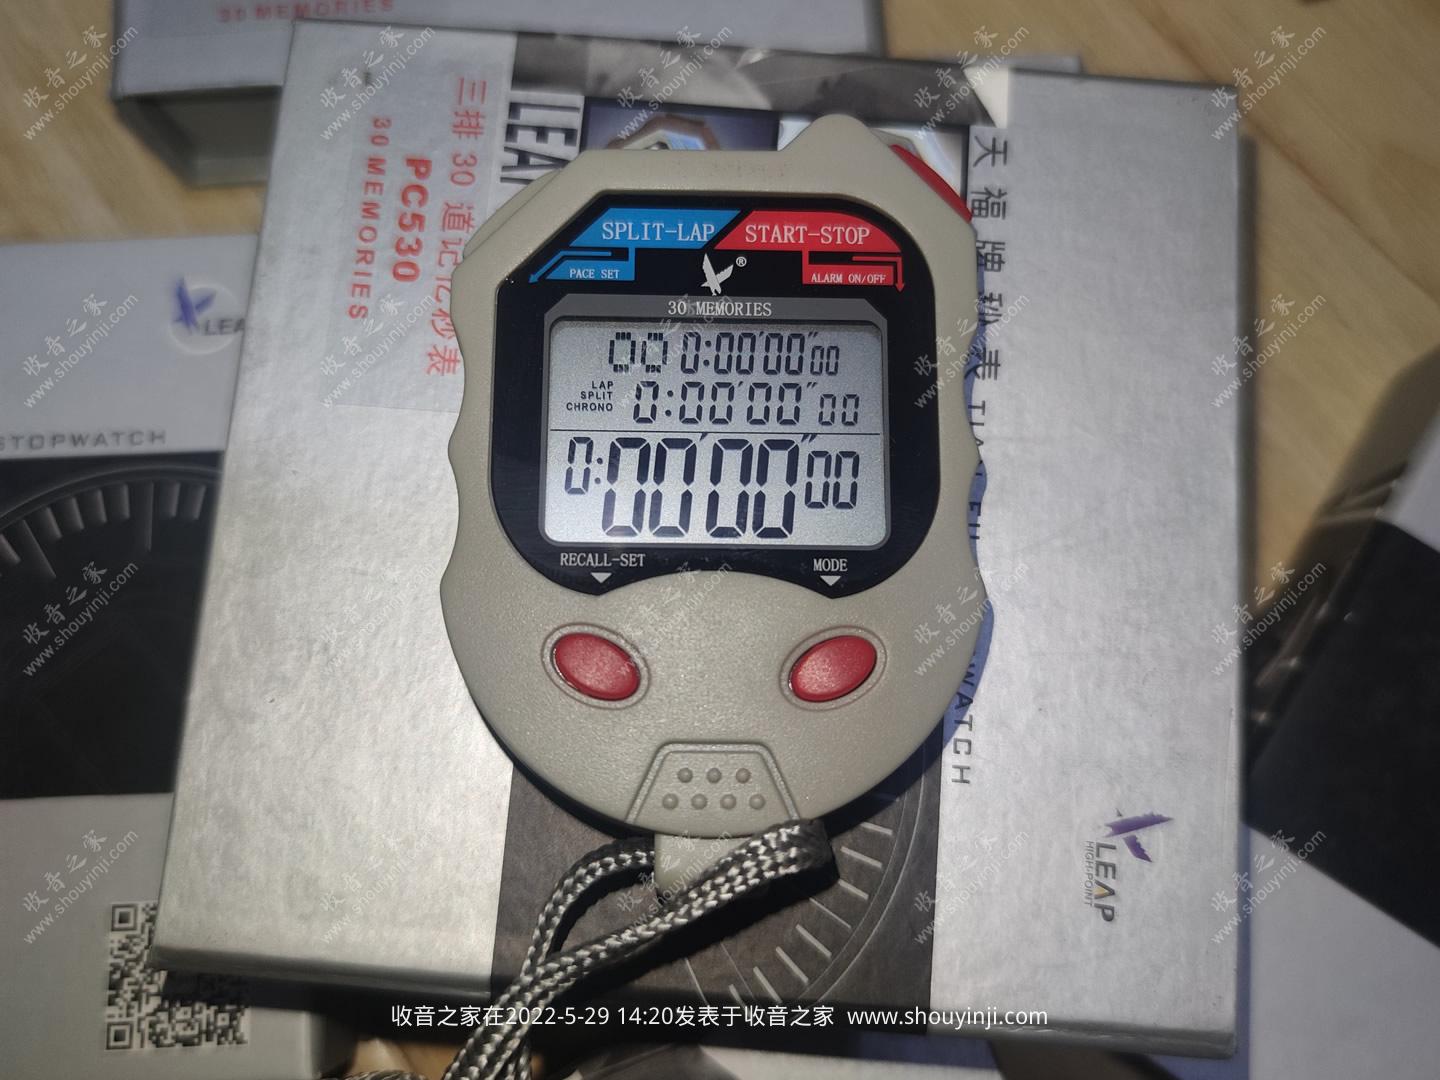 30 MEMORIES
三排 30 道记忆秒表
PC530
30 MEMORIES
天福牌秒表 TIANFU
WATCH
LEAP
SPLIT-LAP
START-STOP
PACE SET
®
ALARM ON/OFF
30 MEMORIES
00 0:00'00"00
LAP
SPLIT
CHRONO
0:00'00"00
0:00'00"00
RECALL-SET
MODE
STOPWATCH
LEAP
HIGH-POINT
收音之家
www.shouyinji.com
收音之家在2022-5-29 14:20发表于收音之家 www.shouyinji.com